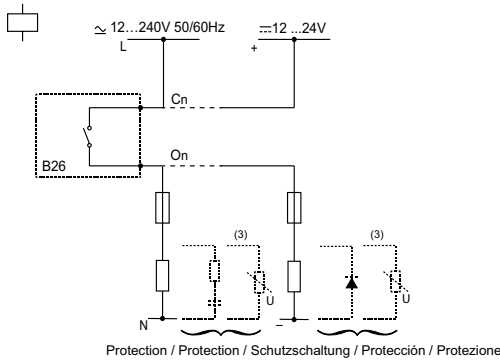 ≃ 12...240V 50/60Hz
⎓12 ...24V
L
+
Cn
B26
On
(3)
(3)
U
U
N
–
Protection / Protection / Schutzschaltung / Protección / Protezione